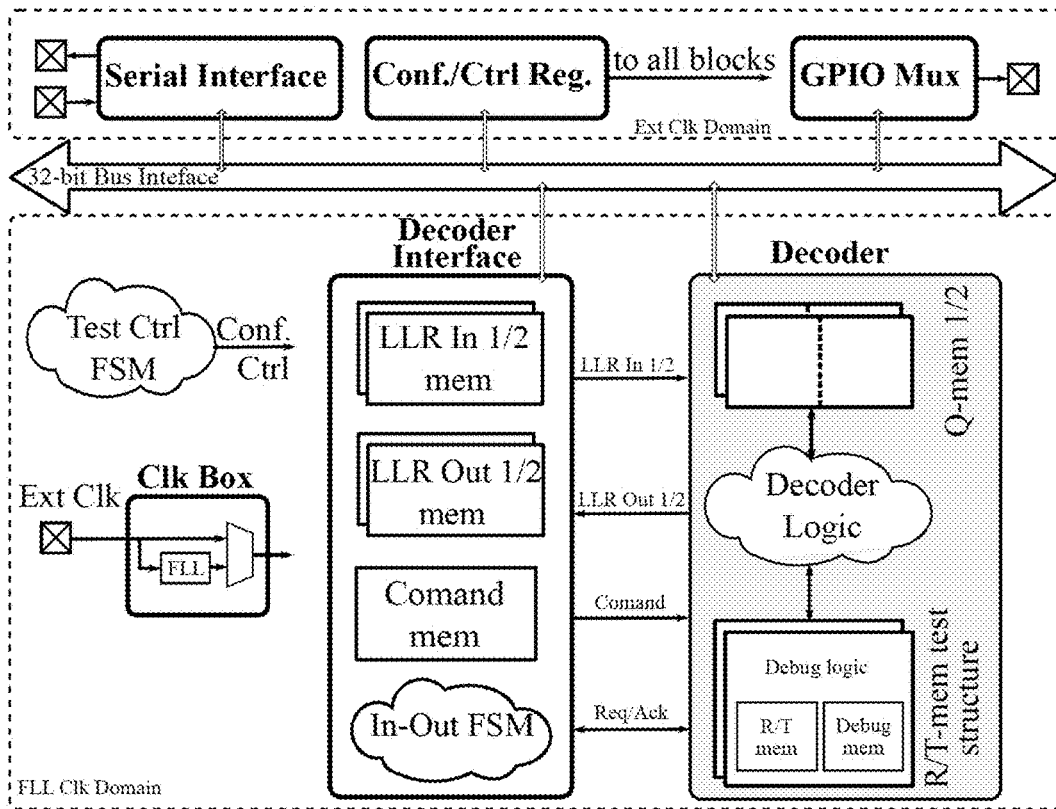 Serial Interface
Conf./Ctrl Reg.
to all blocks
GPIO Mux
Ext Clk Domain
32-bit Bus Inteface
Decoder
Interface
Decoder
Test Ctrl
FSM
Conf.
Ctrl
LLR In 1/2
mem
LLR In 1/2
Q-mem 1/2
Clk Box
Ext Clk
FLL
LLR Out 1/2
mem
LLR Out 1/2
Decoder
Logic
Comand
mem
Comand
In-Out FSM
Req/Ack
Debug logic
R/T
mem
Debug
mem
R/T-mem test
structure
FLL Clk Domain